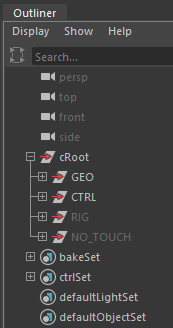 Outliner
Display Show Help
Search...
persp
top
front
side
cRoot
GEO
CTRL
RIG
NO_TOUCH
bakeSet
ctrlSet
defaultLightSet
defaultObjectSet